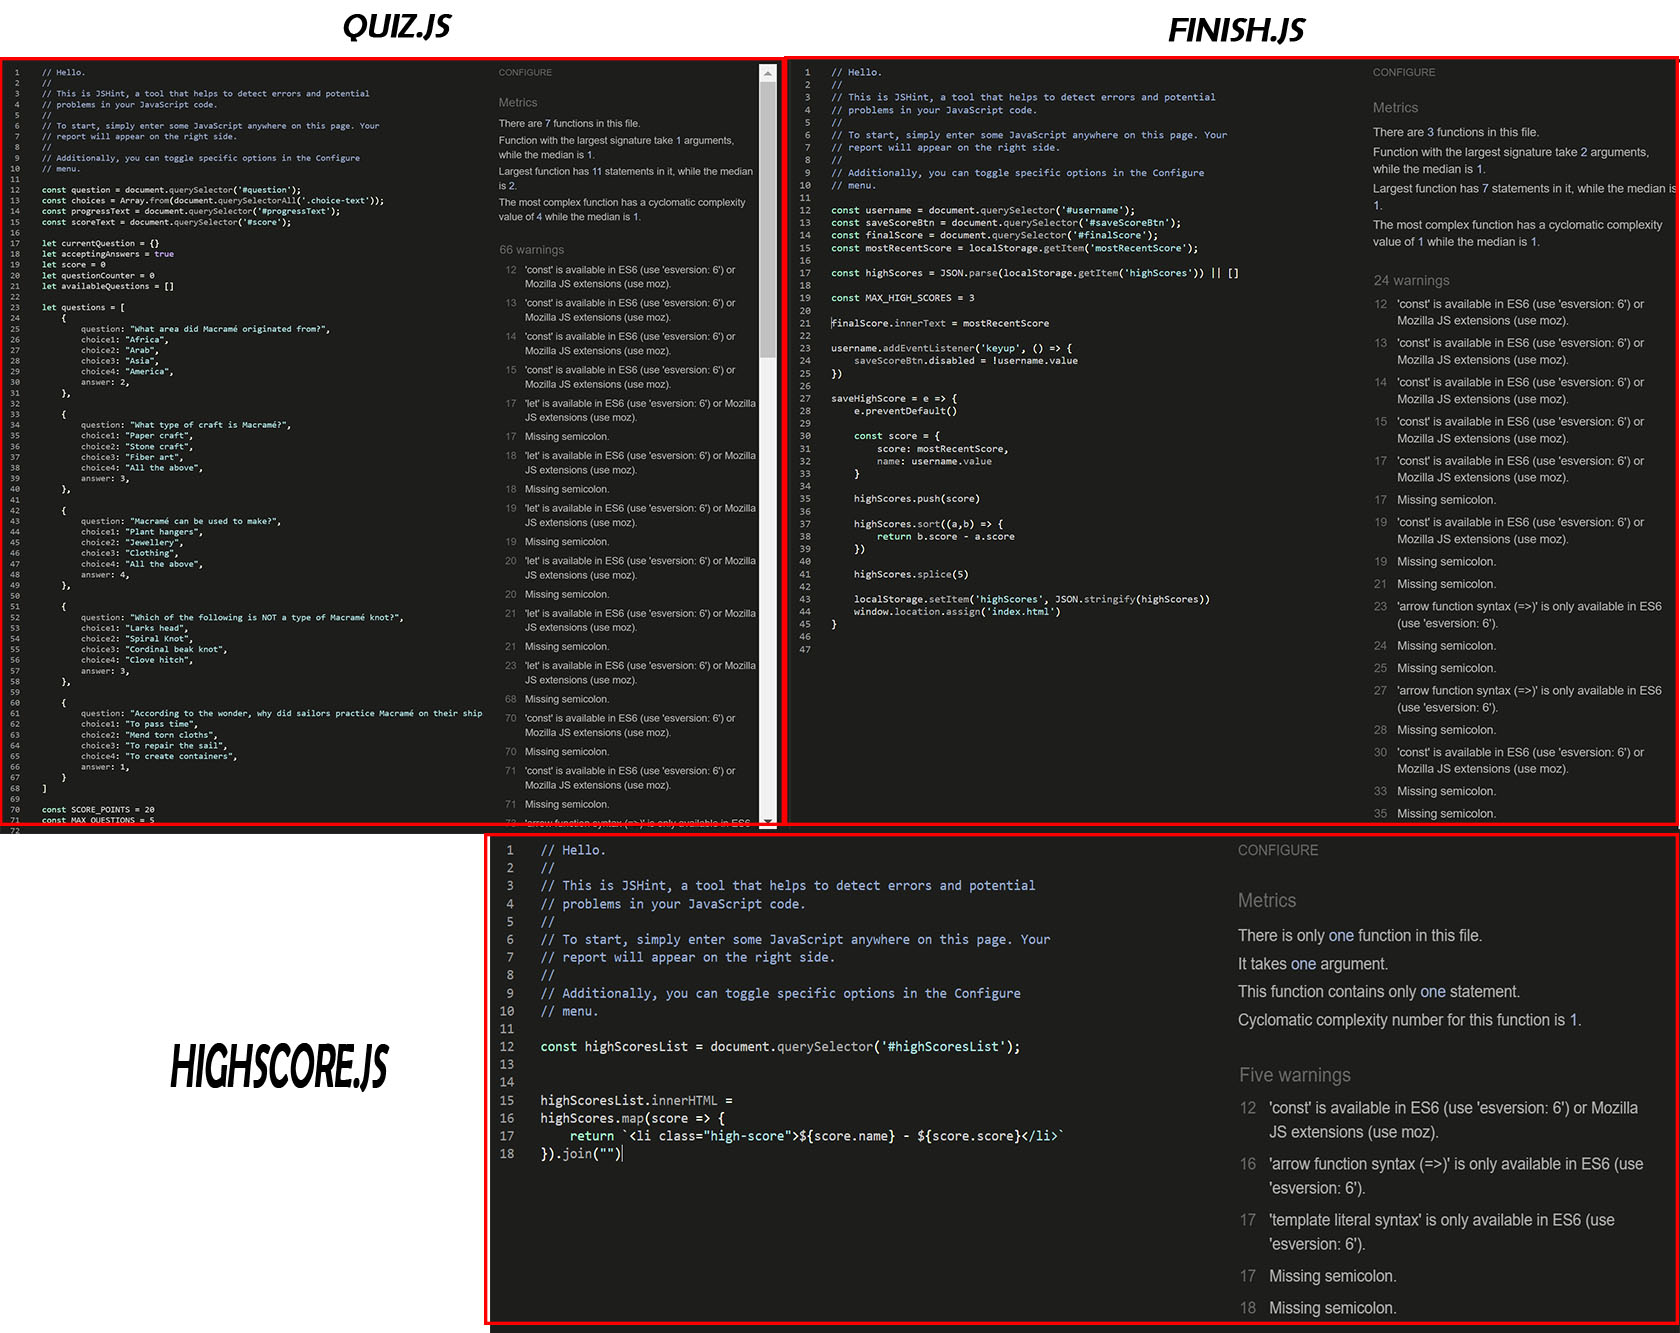 QUIZ.JS
1 // Hello.
2 //
3 // This is JSHint, a tool that helps to detect errors and potential
4 // problems in your JavaScript code.
5 //
6 // To start, simply enter some JavaScript anywhere on this page. Your
7 // report will appear on the right side.
8 //
9 // Additionally, you can toggle specific options in the Configure
10 // menu.
11
12 const question = document.querySelector('#question');
13 const choices = Array.from(document.querySelectorAll('.choice-text'));
14 const progressText = document.querySelector('#progressText');
15 const scoreText = document.querySelector('#score');
16
17 let currentQuestion = {}
18 let acceptingAnswers = true
19 let score = 0
20 let questionCounter = 0
21 let availableQuestions = []
22
23 let questions = [
24 {
25 question: "What area did Macramé originated from?",
26 choice1: "Africa",
27 choice2: "Arab",
28 choice3: "Asia",
29 choice4: "America",
30 answer: 2,
31 },
32
33 {
34 question: "What type of craft is Macramé?",
35 choice1: "Paper craft",
36 choice2: "Stone craft",
37 choice3: "Fiber art",
38 choice4: "All the above",
39 answer: 3,
40 },
41
42 {
43 question: "Macramé can be used to make?",
44 choice1: "Plant hangers",
45 choice2: "Jewellery",
46 choice3: "Clothing",
47 choice4: "All the above",
48 answer: 4,
49 },
50
51 {
52 question: "Which of the following is NOT a type of Macramé knot?",
53 choice1: "Larks head",
54 choice2: "Spiral Knot",
55 choice3: "Cordinal beak knot",
56 choice4: "Clove hitch",
57 answer: 3,
58 },
59
60 {
61 question: "According to the wonder, why did sailors practice Macramé on their ship
62 choice1: "To pass time",
63 choice2: "Mend torn cloths",
64 choice3: "To repair the sail",
65 choice4: "To create containers",
66 answer: 1,
67 }
68 ]
69
70 const SCORE_POINTS = 20
71 const MAX_QUESTIONS = 5
72
CONFIGURE
Metrics
There are 7 functions in this file.
Function with the largest signature take 1 arguments,
while the median is 1.
Largest function has 11 statements in it, while the median
is 2.
The most complex function has a cyclomatic complexity
value of 4 while the median is 1.
66 warnings
12 'const' is available in ES6 (use 'esversion: 6') or
Mozilla JS extensions (use moz).
13 'const' is available in ES6 (use 'esversion: 6') or
Mozilla JS extensions (use moz).
14 'const' is available in ES6 (use 'esversion: 6') or
Mozilla JS extensions (use moz).
15 'const' is available in ES6 (use 'esversion: 6') or
Mozilla JS extensions (use moz).
17 'let' is available in ES6 (use 'esversion: 6') or Mozilla
JS extensions (use moz).
17 Missing semicolon.
18 'let' is available in ES6 (use 'esversion: 6') or Mozilla
JS extensions (use moz).
18 Missing semicolon.
19 'let' is available in ES6 (use 'esversion: 6') or Mozilla
JS extensions (use moz).
19 Missing semicolon.
20 'let' is available in ES6 (use 'esversion: 6') or Mozilla
JS extensions (use moz).
20 Missing semicolon.
21 'let' is available in ES6 (use 'esversion: 6') or Mozilla
JS extensions (use moz).
21 Missing semicolon.
23 'let' is available in ES6 (use 'esversion: 6') or Mozilla
JS extensions (use moz).
68 Missing semicolon.
70 'const' is available in ES6 (use 'esversion: 6') or
Mozilla JS extensions (use moz).
70 Missing semicolon.
71 'const' is available in ES6 (use 'esversion: 6') or
Mozilla JS extensions (use moz).
71 Missing semicolon.
73 'arrow function syntax (=>)' is only available in ES6
FINISH.JS
1 // Hello.
2 //
3 // This is JSHint, a tool that helps to detect errors and potential
4 // problems in your JavaScript code.
5 //
6 // To start, simply enter some JavaScript anywhere on this page. Your
7 // report will appear on the right side.
8 //
9 // Additionally, you can toggle specific options in the Configure
10 // menu.
11
12 const username = document.querySelector('#username');
13 const saveScoreBtn = document.querySelector('#saveScoreBtn');
14 const finalScore = document.querySelector('#finalScore');
15 const mostRecentScore = localStorage.getItem('mostRecentScore');
16
17 const highScores = JSON.parse(localStorage.getItem('highScores')) || []
18
19 const MAX_HIGH_SCORES = 3
20
21 finalScore.innerText = mostRecentScore
22
23 username.addEventListener('keyup', () => {
24 saveScoreBtn.disabled = !username.value
25 })
26
27 saveHighScore = e => {
28 e.preventDefault()
29
30 const score = {
31 score: mostRecentScore,
32 name: username.value
33 }
34
35 highScores.push(score)
36
37 highScores.sort((a,b) => {
38 return b.score - a.score
39 })
40
41 highScores.splice(5)
42
43 localStorage.setItem('highScores', JSON.stringify(highScores))
44 window.location.assign('index.html')
45 }
46
47
CONFIGURE
Metrics
There are 3 functions in this file.
Function with the largest signature take 2 arguments,
while the median is 1.
Largest function has 7 statements in it, while the median is
1.
The most complex function has a cyclomatic complexity
value of 1 while the median is 1.
24 warnings
12 'const' is available in ES6 (use 'esversion: 6') or
Mozilla JS extensions (use moz).
13 'const' is available in ES6 (use 'esversion: 6') or
Mozilla JS extensions (use moz).
14 'const' is available in ES6 (use 'esversion: 6') or
Mozilla JS extensions (use moz).
15 'const' is available in ES6 (use 'esversion: 6') or
Mozilla JS extensions (use moz).
17 'const' is available in ES6 (use 'esversion: 6') or
Mozilla JS extensions (use moz).
17 Missing semicolon.
19 'const' is available in ES6 (use 'esversion: 6') or
Mozilla JS extensions (use moz).
19 Missing semicolon.
21 Missing semicolon.
23 'arrow function syntax (=>)' is only available in ES6
(use 'esversion: 6').
24 Missing semicolon.
25 Missing semicolon.
27 'arrow function syntax (=>)' is only available in ES6
(use 'esversion: 6').
28 Missing semicolon.
30 'const' is available in ES6 (use 'esversion: 6') or
Mozilla JS extensions (use moz).
33 Missing semicolon.
35 Missing semicolon.
HIGHSCORE.JS
1 // Hello.
2 //
3 // This is JSHint, a tool that helps to detect errors and potential
4 // problems in your JavaScript code.
5 //
6 // To start, simply enter some JavaScript anywhere on this page. Your
7 // report will appear on the right side.
8 //
9 // Additionally, you can toggle specific options in the Configure
10 // menu.
11
12 const highScoresList = document.querySelector('#highScoresList');
13
14
15 highScoresList.innerHTML =
16 highScores.map(score => {
17 return `<li class="high-score">${score.name} - ${score.score}</li>`
18 }).join("")
CONFIGURE
Metrics
There is only one function in this file.
It takes one argument.
This function contains only one statement.
Cyclomatic complexity number for this function is 1.
Five warnings
12 'const' is available in ES6 (use 'esversion: 6') or Mozilla
JS extensions (use moz).
16 'arrow function syntax (=>)' is only available in ES6 (use
'esversion: 6').
17 'template literal syntax' is only available in ES6 (use
'esversion: 6').
17 Missing semicolon.
18 Missing semicolon.